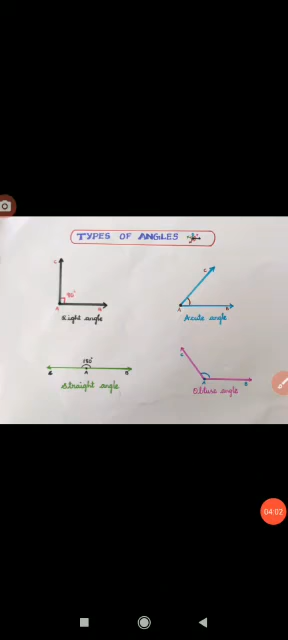 TYPES OF ANGLES
C
90°
A
B
Right angle
C
A
B
Acute angle
180°
C
A
B
Straight angle
C
A
B
Obtuse angle
04:02